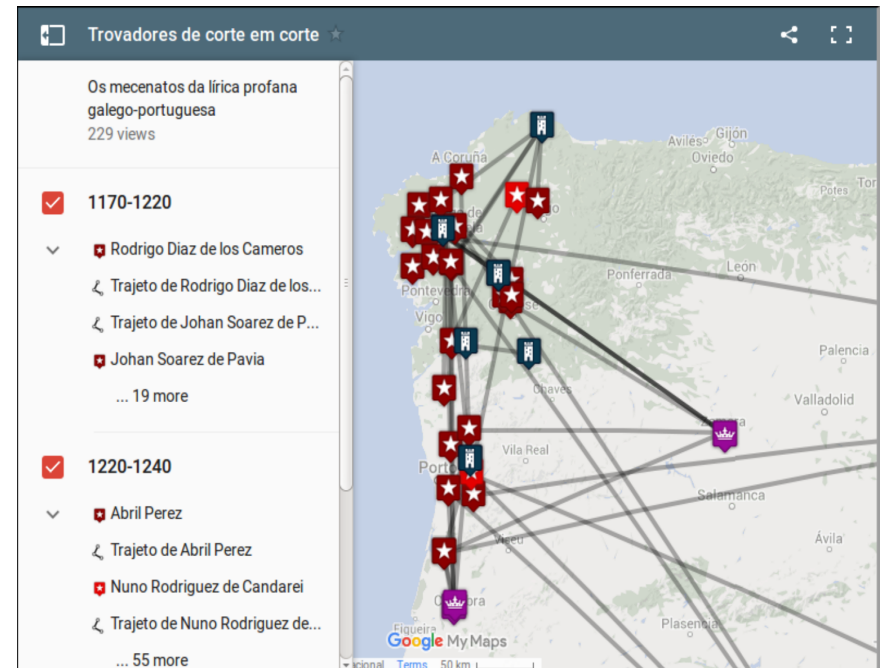 Trovadores de corte em corte
Os mecenatos da lírica profana
galego-portuguesa
229 views
1170-1220
Rodrigo Diaz de los Cameros
Trajeto de Rodrigo Diaz de los...
Trajeto de Johan Soarez de P...
Johan Soarez de Pavia
... 19 more
1220-1240
Abril Perez
Trajeto de Abril Perez
Nuno Rodriguez de Candarei
Trajeto de Nuno Rodriguez de...
... 55 more
Aviles
Gijón
Oviedo
A Coruña
Potes
Tor
León
Ponferrada
Pontevedra
Vigo
Palencia
Chaves
Valladolid
Zamora
Vila Real
Porto
Salamanca
Viseu
Ávila
Plasencia
Figueira
Google My Maps
Terms
50 km